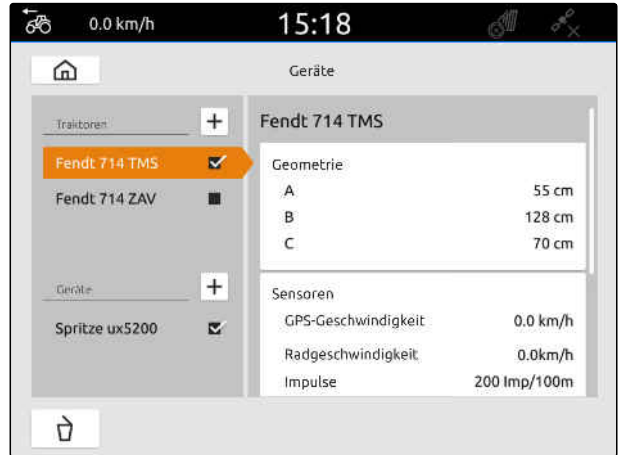 0.0 km/h 15:18
Geräte
Traktoren
Fendt 714 TMS
Fendt 714 ZAV
Geräte
Spritze ux5200
Fendt 714 TMS
Geometrie
A 55 cm
B 128 cm
C 70 cm
Sensoren
GPS-Geschwindigkeit 0.0 km/h
Radgeschwindigkeit 0.0km/h
Impulse 200 Imp/100m